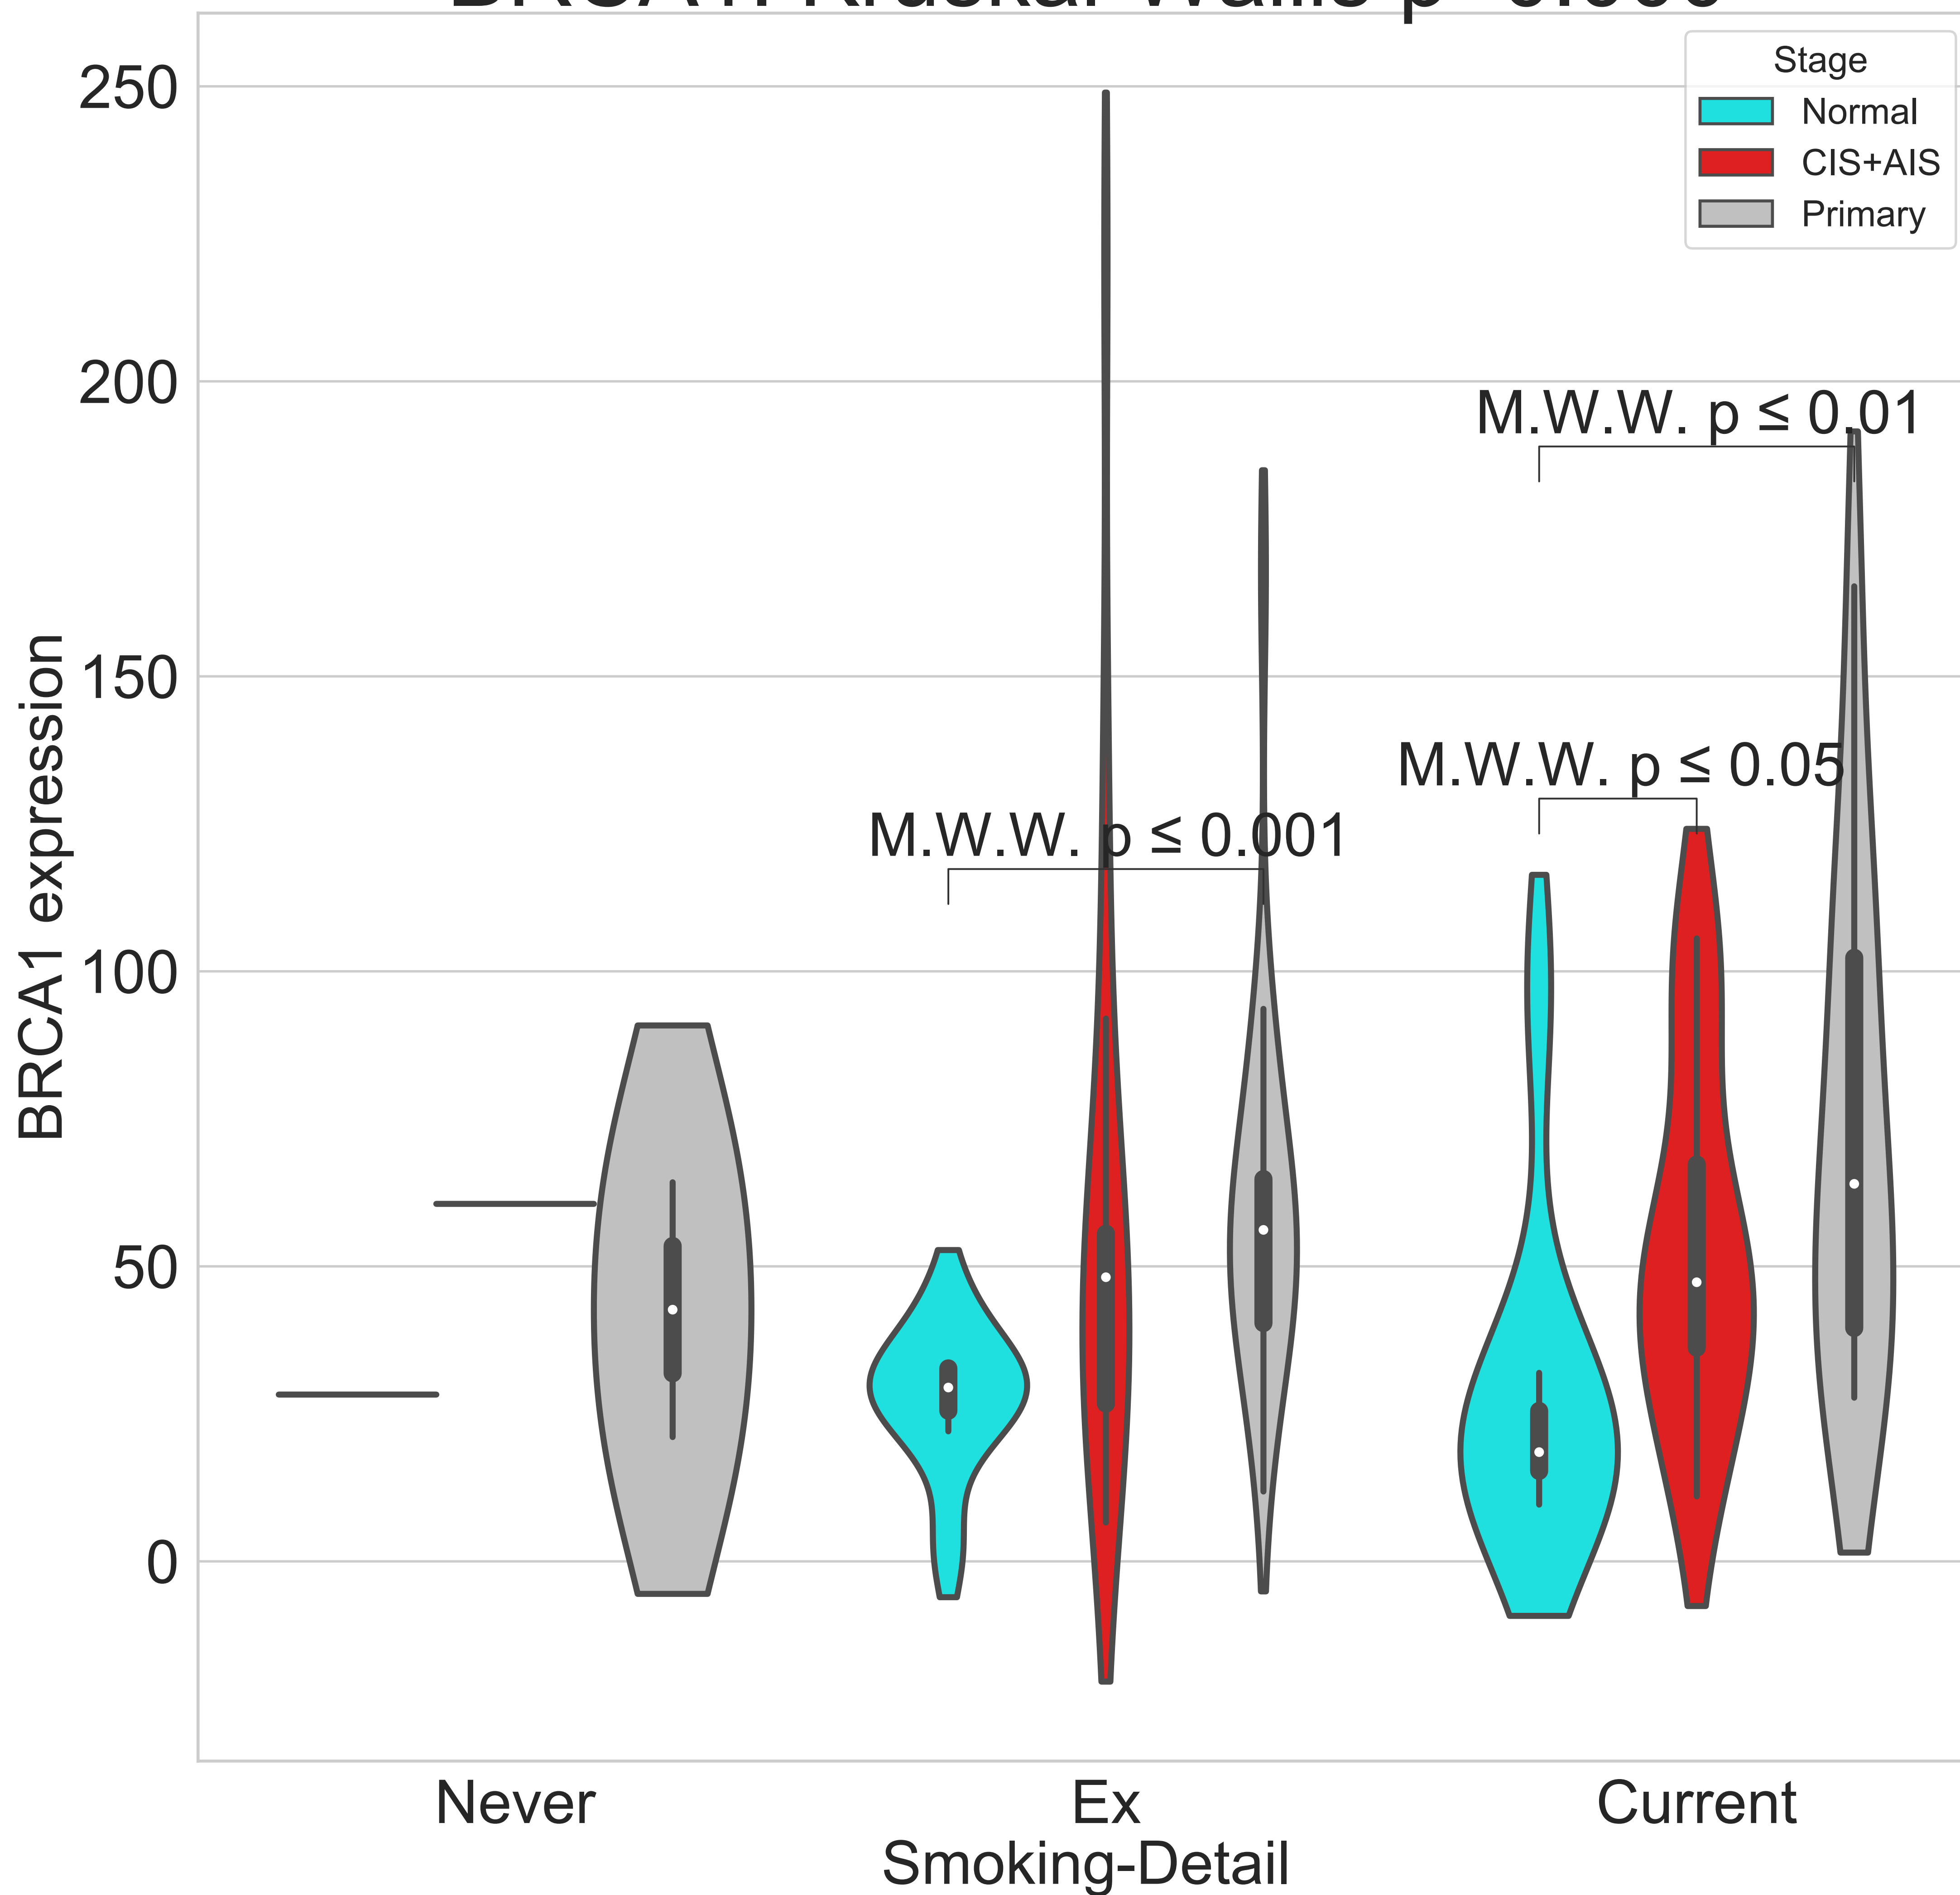 250
200
150
100
50
0
BRCA1 expression
Stage
Normal
CIS+AIS
Primary
M.W.W. p ≤ 0.01
M.W.W. p ≤ 0.05
M.W.W. p ≤ 0.001
Never
Ex
Current
Smoking-Detail